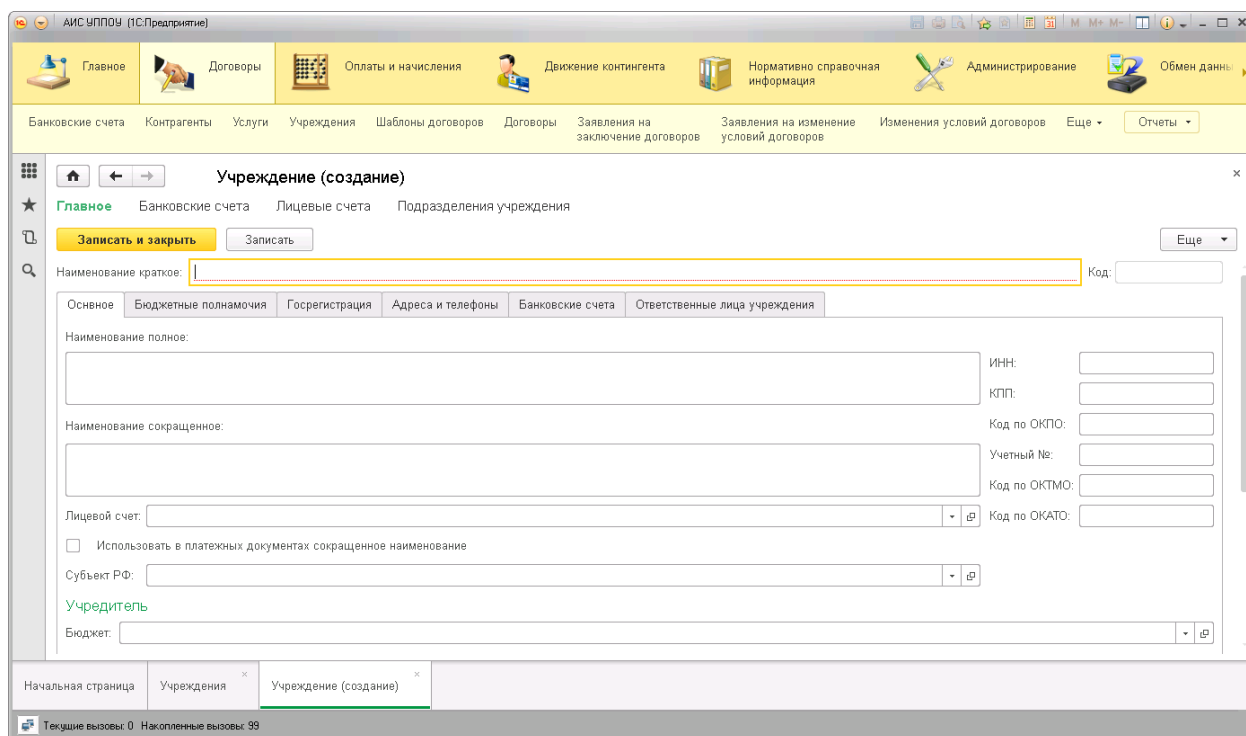 АИС УППОУ (1С:Предприятие)
31 M M+ M-
Главное
Договоры
Оплаты и начисления
Движение контингента
Нормативно справочная
информация
Администрирование
Обмен данны
Банковские счета Контрагенты Услуги Учреждения Шаблоны договоров Договоры
Заявления на
заключение договоров
Заявления на изменение
условий договоров
Изменения условий договоров Еще Отчеты
Учреждение (создание)
Главное Банковские счета Лицевые счета Подразделения учреждения
Записать и закрыть Записать Еще
Наименование краткое: Код:
Оснвное Бюджетные полнамочия Госрегистрация Адреса и телефоны Банковские счета Ответственные лица учреждения
Наименование полное:
ИНН:
КПП:
Наименование сокращенное: Код по ОКПО:
Учетный №:
Код по ОКТМО:
Лицевой счет: Код по ОКАТО:
Использовать в платежных документах сокращенное наименование
Субъект РФ:
Учредитель
Бюджет:
Начальная страница Учреждения Учреждение (создание)
Текущие вызовы: 0 Накопленные вызовы: 99